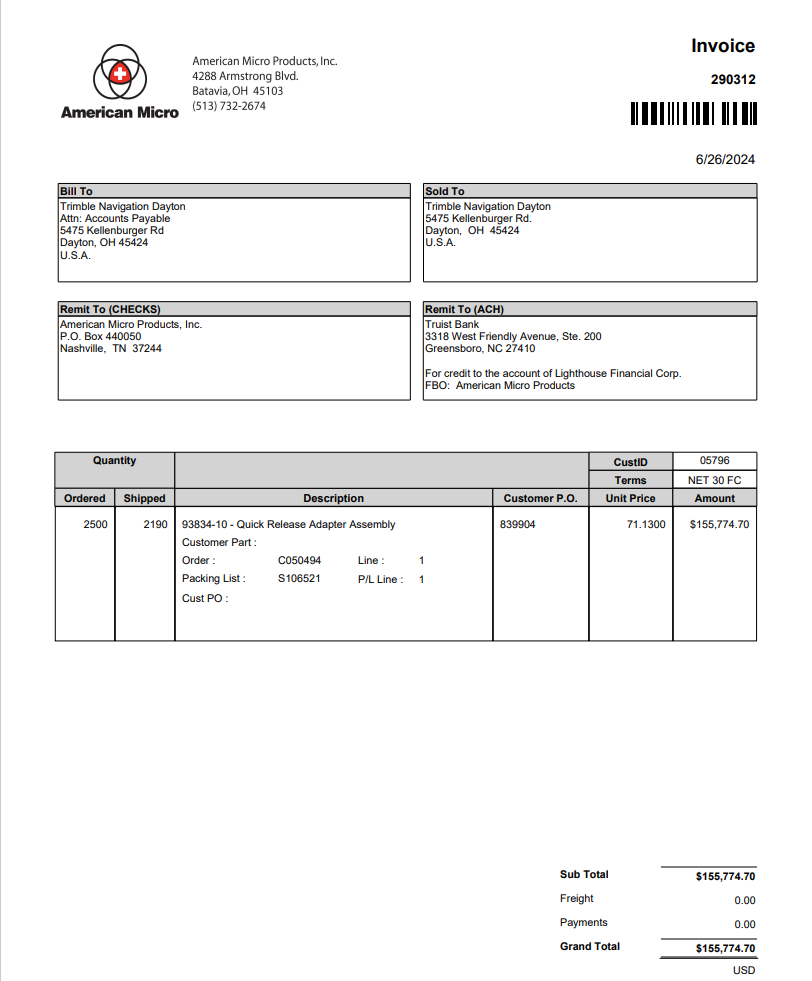 Invoice
290312
American Micro
American Micro Products, Inc.
4288 Armstrong Blvd.
Batavia, OH 45103
(513) 732-2674
6/26/2024
Bill To
Trimble Navigation Dayton
Attn: Accounts Payable
5475 Kellenburger Rd
Dayton, OH 45424
U.S.A.
Sold To
Trimble Navigation Dayton
5475 Kellenburger Rd.
Dayton, OH 45424
U.S.A.
Remit To (CHECKS)
American Micro Products, Inc.
P.O. Box 440050
Nashville, TN 37244
Remit To (ACH)
Truist Bank
3318 West Friendly Avenue, Ste. 200
Greensboro, NC 27410
For credit to the account of Lighthouse Financial Corp.
FBO: American Micro Products
Quantity CustID 05796
Terms NET 30 FC
Ordered Shipped Description Customer P.O. Unit Price Amount
2500 2190 93834-10 - Quick Release Adapter Assembly 839904 71.1300 $155,774.70
Customer Part :
Order : C050494 Line : 1
Packing List : S106521 P/L Line : 1
Cust PO :
Sub Total $155,774.70
Freight 0.00
Payments 0.00
Grand Total $155,774.70
USD